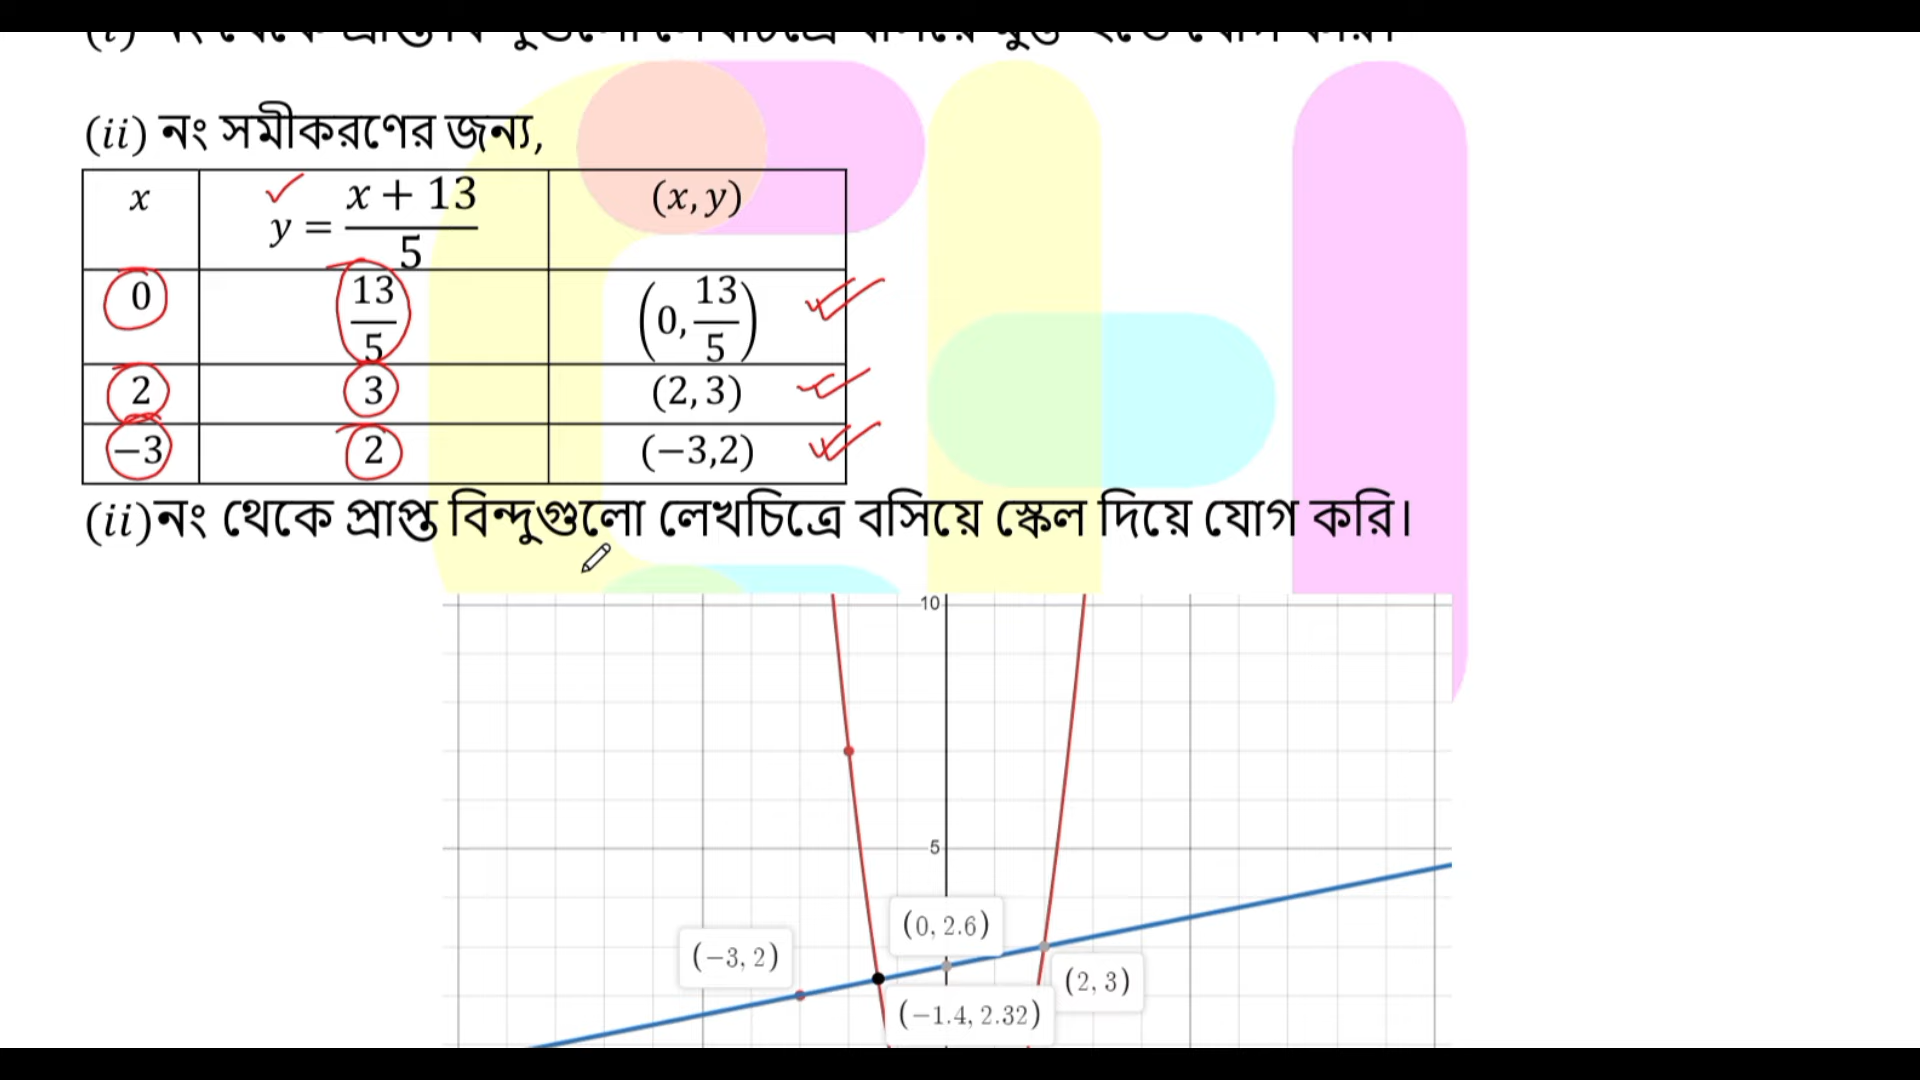 (ii) নং সমীকরণের জন্য,
x y = x + 13 / 5 (x, y)
0 13/5 (0, 13/5)
2 3 (2, 3)
−3 2 (−3,2)
(ii)নং থেকে প্রাপ্ত বিন্দুগুলো লেখচিত্রে বসিয়ে স্কেল দিয়ে যোগ করি।
10
5
(0, 2.6)
(−3, 2)
(2, 3)
(−1.4, 2.32)